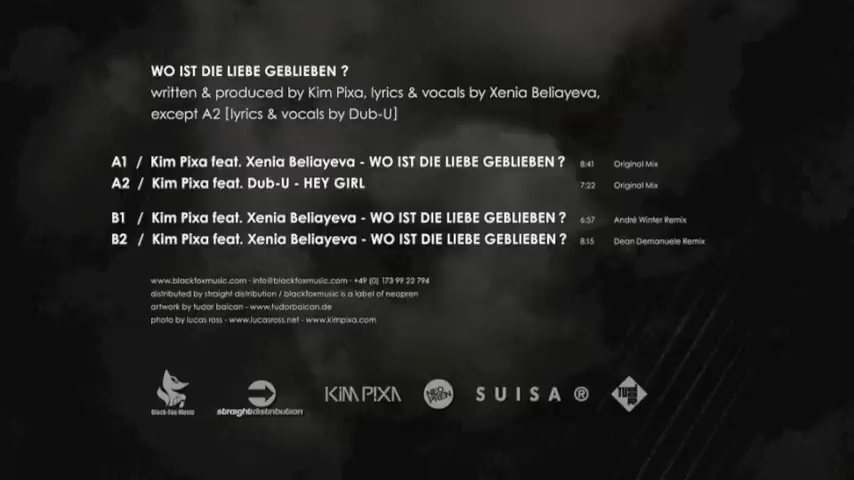 WO IST DIE LIEBE GEBLIEBEN ?
written & produced by Kim Pixa, lyrics & vocals by Xenia Beliayeva,
except A2 [lyrics & vocals by Dub-U]
A1 / Kim Pixa feat. Xenia Beliayeva - WO IST DIE LIEBE GEBLIEBEN ? 8:41 Original Mix
A2 / Kim Pixa feat. Dub-U - HEY GIRL 7:22 Original Mix
B1 / Kim Pixa feat. Xenia Beliayeva - WO IST DIE LIEBE GEBLIEBEN ? 6:57 André Winter Remix
B2 / Kim Pixa feat. Xenia Beliayeva - WO IST DIE LIEBE GEBLIEBEN ? 8:15 Dean Demanuele Remix
www.blackfoxmusic.com - info@blackfoxmusic.com - +49 (0) 173 99 22 794
distributed by straight distribution / blackfoxmusic is a label of neopren
artwork by tudor balcan - www.tudorbalcan.de
photo by lucas ross - www.lucasross.net - www.kimpixa.com
Black-Fox-Music straightdistribution KIM PIXA NEO PREN SUISA ®